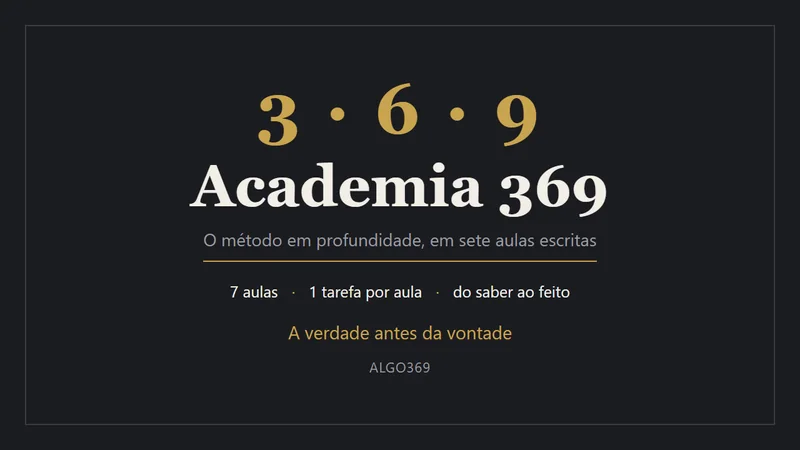 3 · 6 · 9
Academia 369
O método em profundidade, em sete aulas escritas
7 aulas · 1 tarefa por aula · do saber ao feito
A verdade antes da vontade
ALGO369